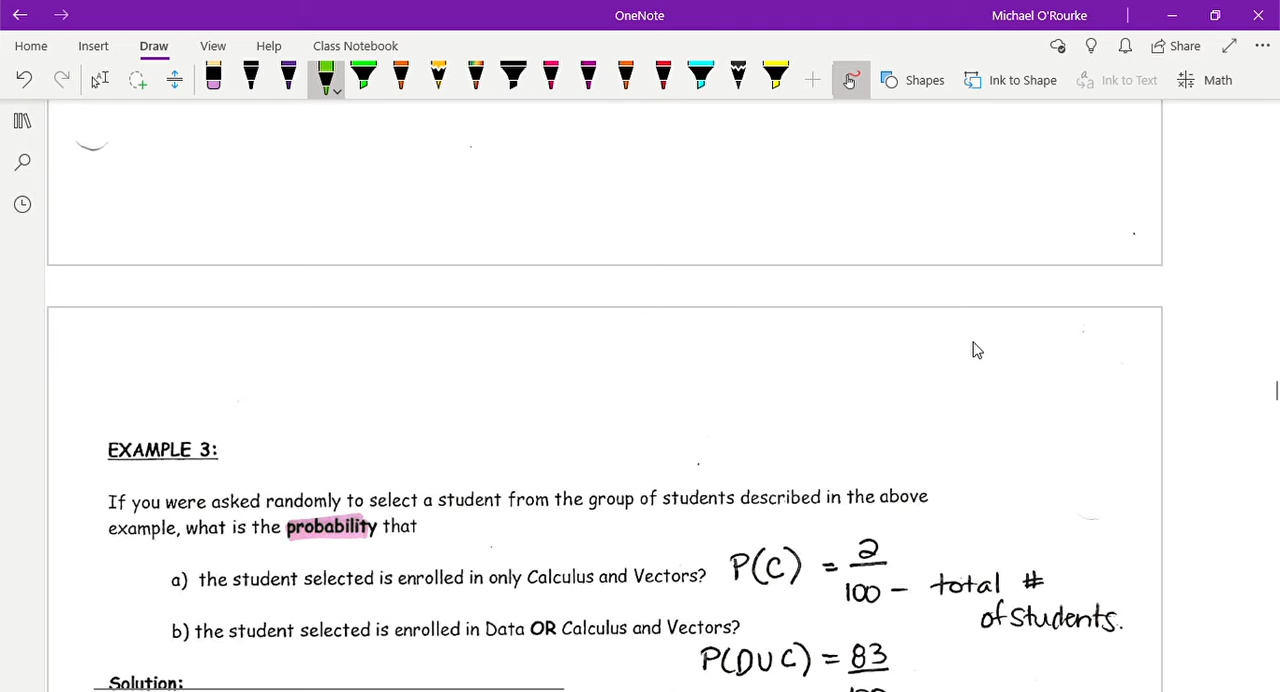 OneNote
Michael O'Rourke
Home Insert Draw View Help Class Notebook
Share
Shapes Ink to Shape Ink to Text Math
EXAMPLE 3:
If you were asked randomly to select a student from the group of students described in the above
example, what is the probability that
a) the student selected is enrolled in only Calculus and Vectors?
P(C) = 2/100 - total #
of students.
b) the student selected is enrolled in Data OR Calculus and Vectors?
P(D∪C) = 83
Solution: